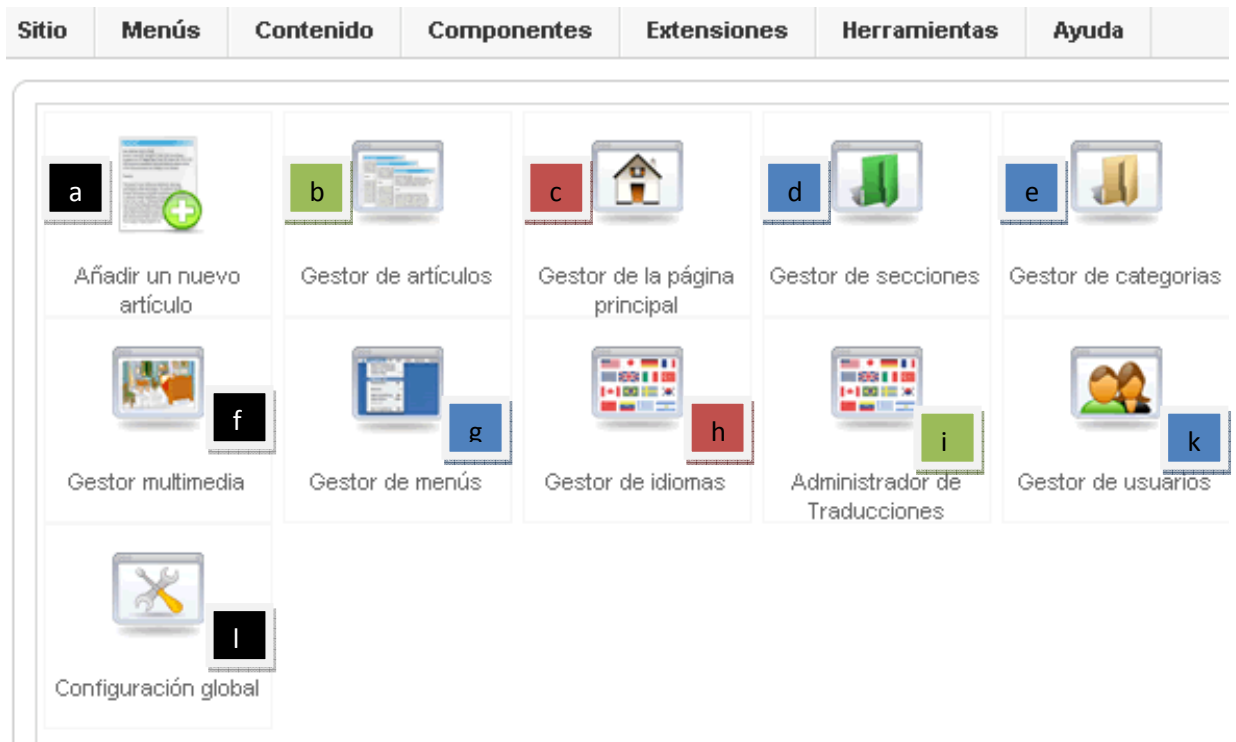 Sitio Menús Contenido Componentes Extensiones Herramientas Ayuda
a b c d e
Añadir un nuevo artículo
Gestor de artículos
Gestor de la página principal
Gestor de secciones
Gestor de categorias
f g h i k
Gestor multimedia
Gestor de menús
Gestor de idiomas
Administrador de Traducciones
Gestor de usuarios
l
Configuración global